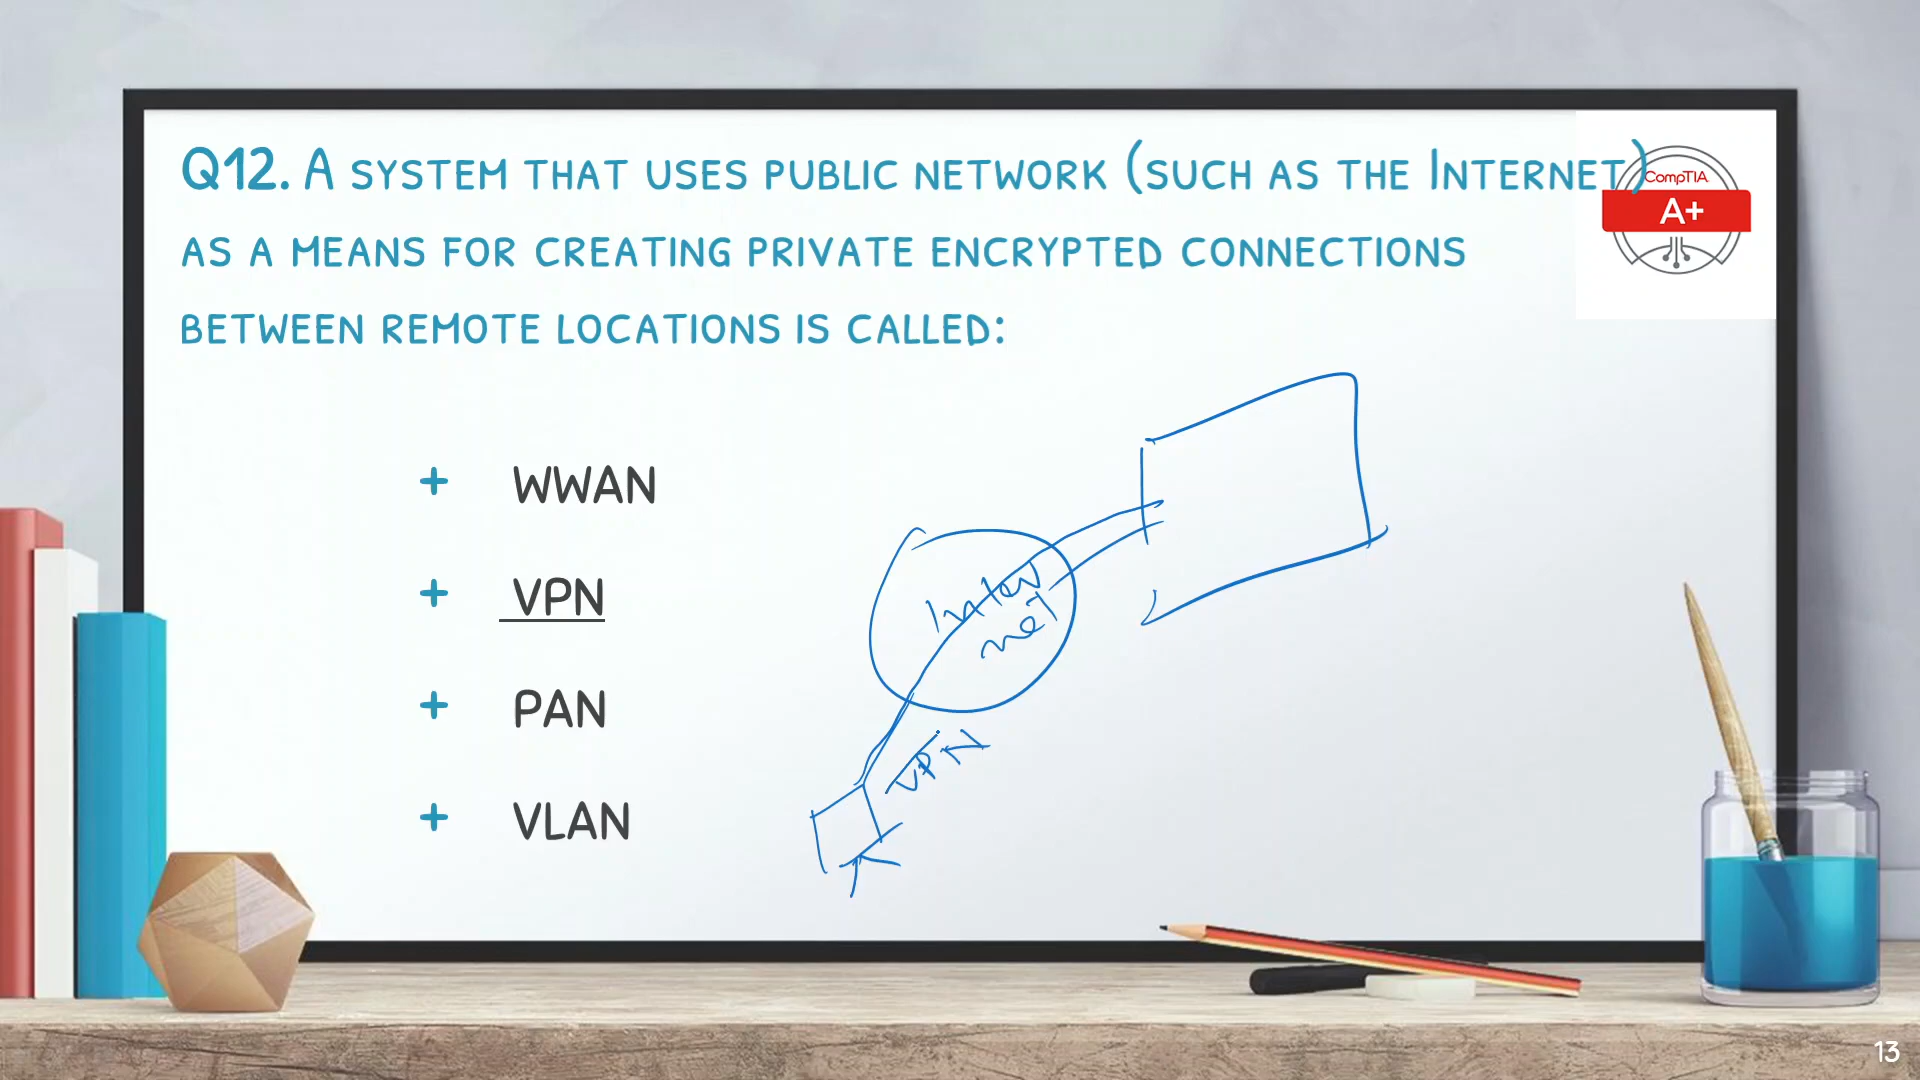 Q12. A SYSTEM THAT USES PUBLIC NETWORK (SUCH AS THE INTERNET)
AS A MEANS FOR CREATING PRIVATE ENCRYPTED CONNECTIONS
BETWEEN REMOTE LOCATIONS IS CALLED:
CompTIA
A+
+ WWAN
+ VPN
+ PAN
+ VLAN
Inter
net
VPN
13